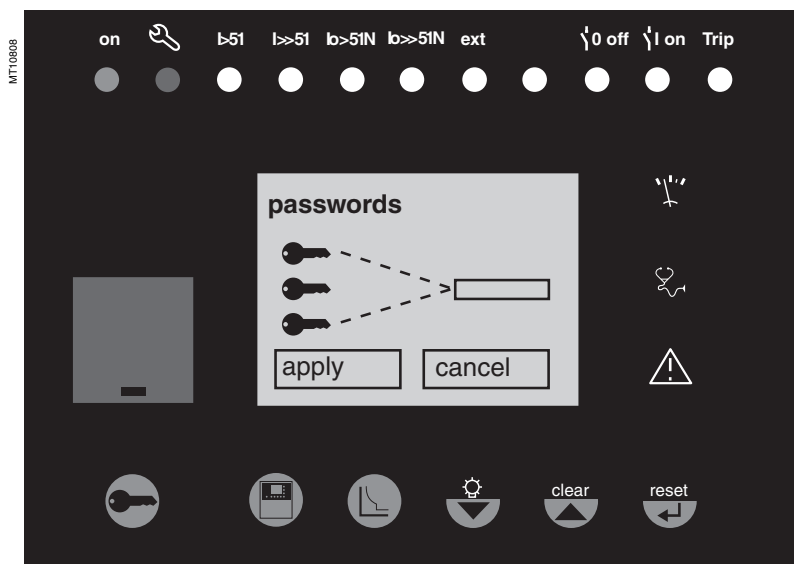 MT10808
on I>51 I>>51 Io>51N Io>>51N ext 0 off I on Trip
passwords
apply cancel
clear reset